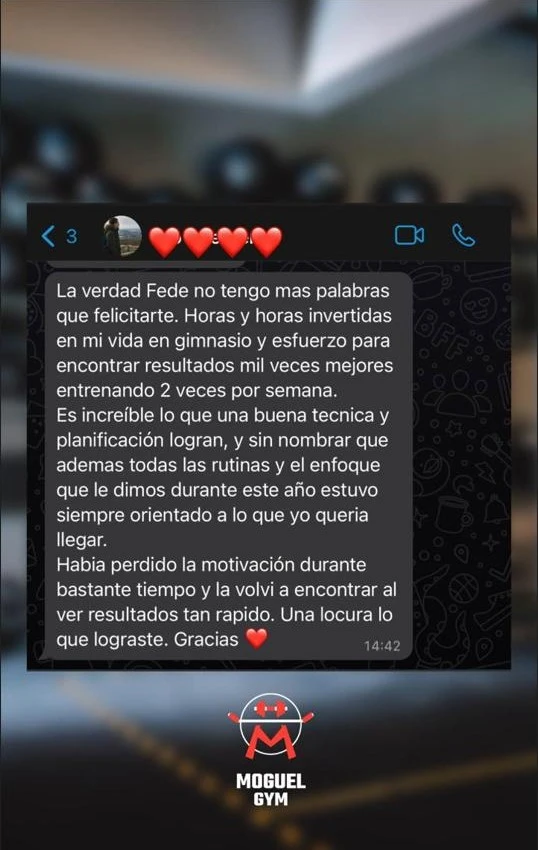 3
La verdad Fede no tengo mas palabras
que felicitarte. Horas y horas invertidas
en mi vida en gimnasio y esfuerzo para
encontrar resultados mil veces mejores
entrenando 2 veces por semana.
Es increíble lo que una buena tecnica y
planificación logran, y sin nombrar que
ademas todas las rutinas y el enfoque
que le dimos durante este año estuvo
siempre orientado a lo que yo queria
llegar.
Habia perdido la motivación durante
bastante tiempo y la volvi a encontrar al
ver resultados tan rapido. Una locura lo
que lograste. Gracias ❤️
14:42
MOGUEL
GYM